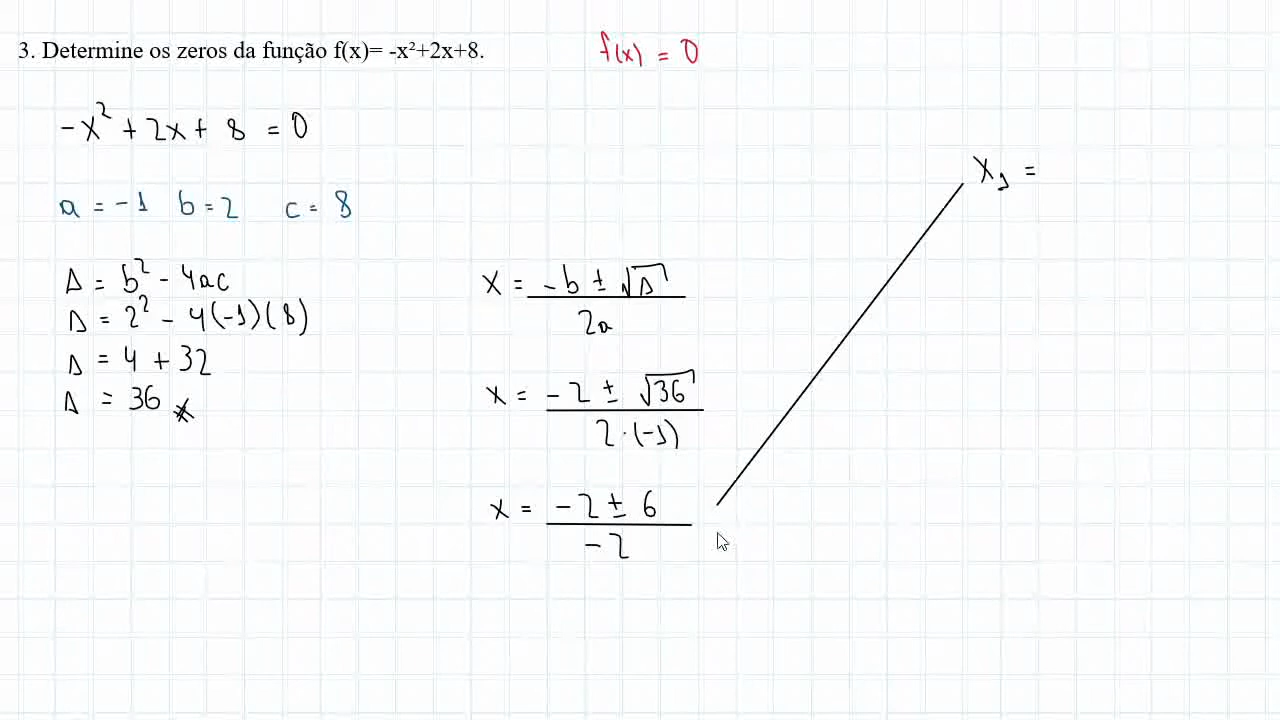 3. Determine os zeros da função f(x)= -x²+2x+8.
f(x) = 0
-x² + 2x + 8 = 0
a = -1 b = 2 c = 8
Δ = b² - 4ac
Δ = 2² - 4(-1)(8)
Δ = 4 + 32
Δ = 36
x = -b ± √Δ
2a
x = -2 ± √36
2·(-1)
x = -2 ± 6
-2
x₁ =